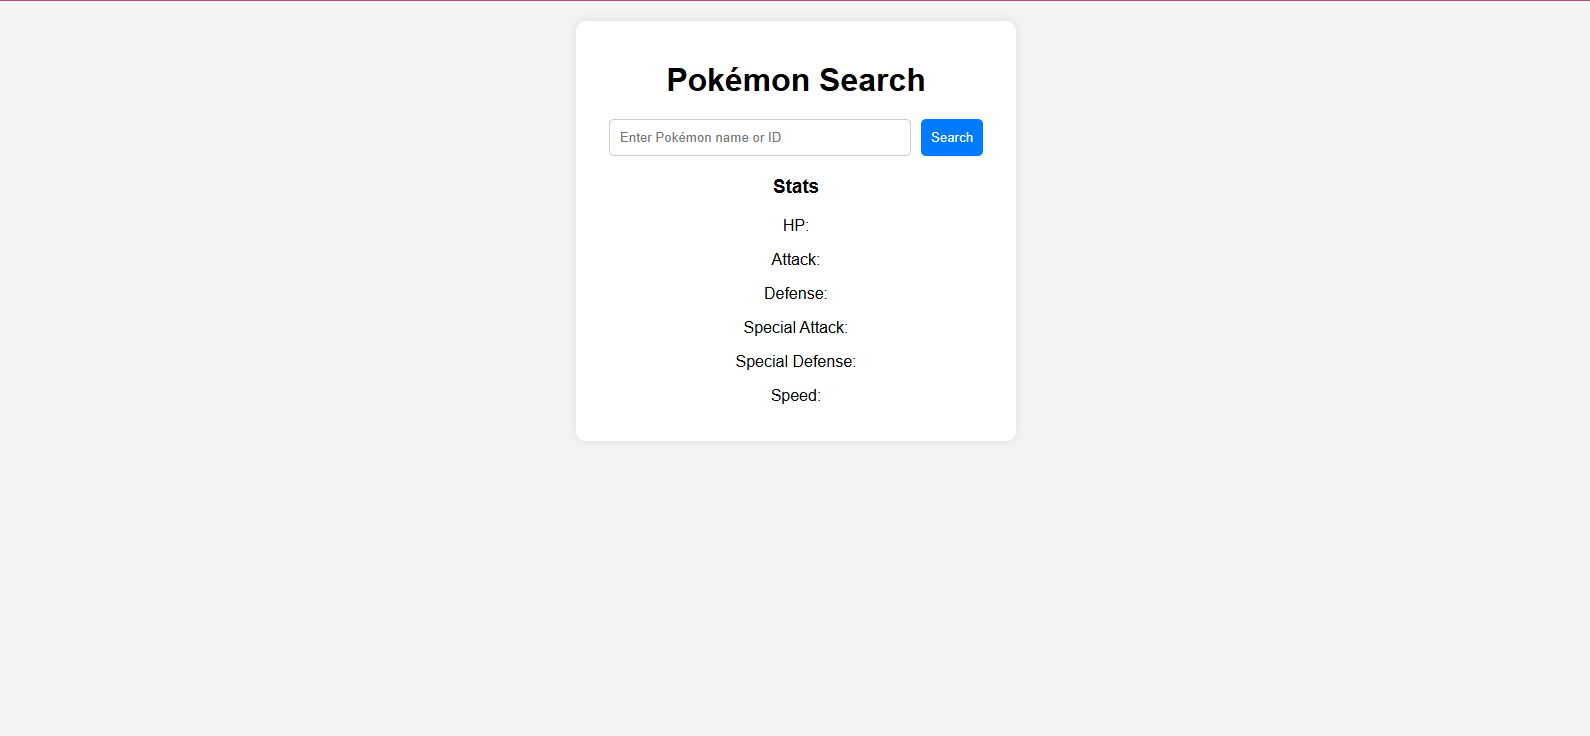 Pokémon Search
Enter Pokémon name or ID
Search
Stats
HP:
Attack:
Defense:
Special Attack:
Special Defense:
Speed: